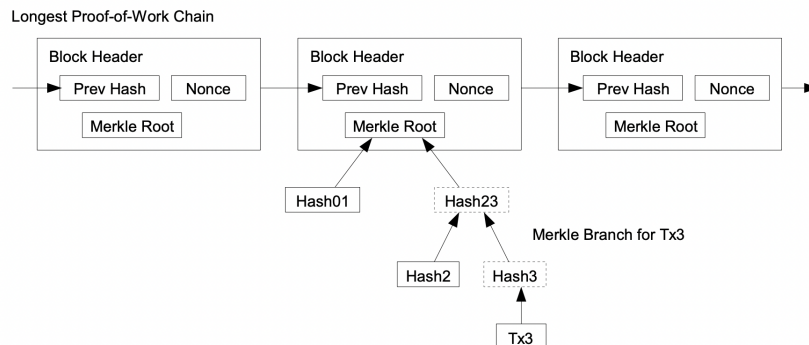 Longest Proof-of-Work Chain
Block Header Block Header Block Header
Prev Hash Nonce Prev Hash Nonce Prev Hash Nonce
Merkle Root Merkle Root Merkle Root
Hash01 Hash23
Merkle Branch for Tx3
Hash2 Hash3
Tx3